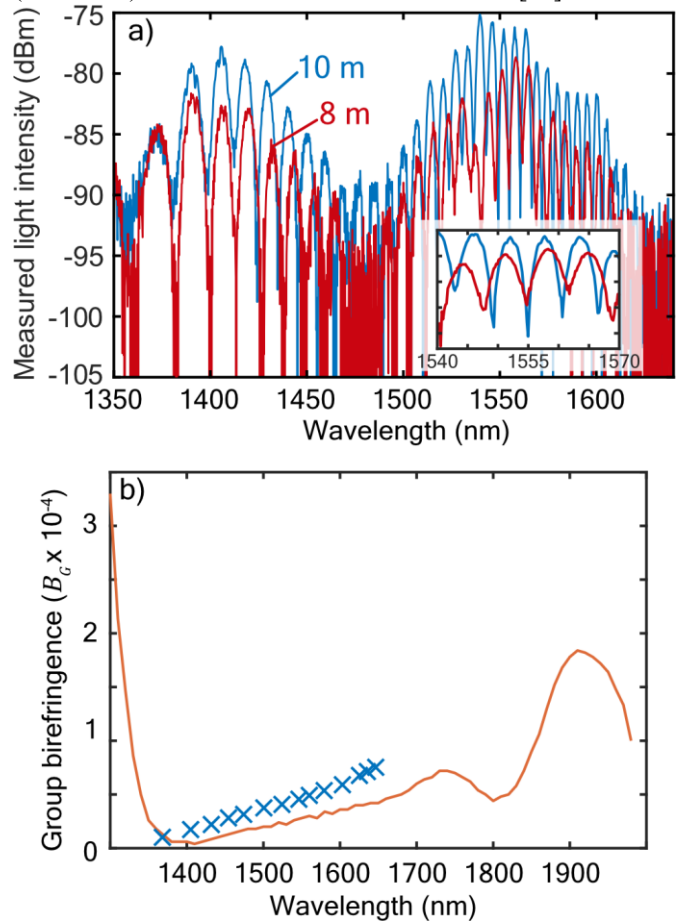 a)
10 m
8 m
Measured light intensity (dBm)
-75
-80
-85
-90
-95
-100
-105
1540 1555 1570
1350 1400 1450 1500 1550 1600
Wavelength (nm)
b)
Group birefringence (B_G x 10⁻⁴)
3
2
1
0
1400 1500 1600 1700 1800 1900
Wavelength (nm)